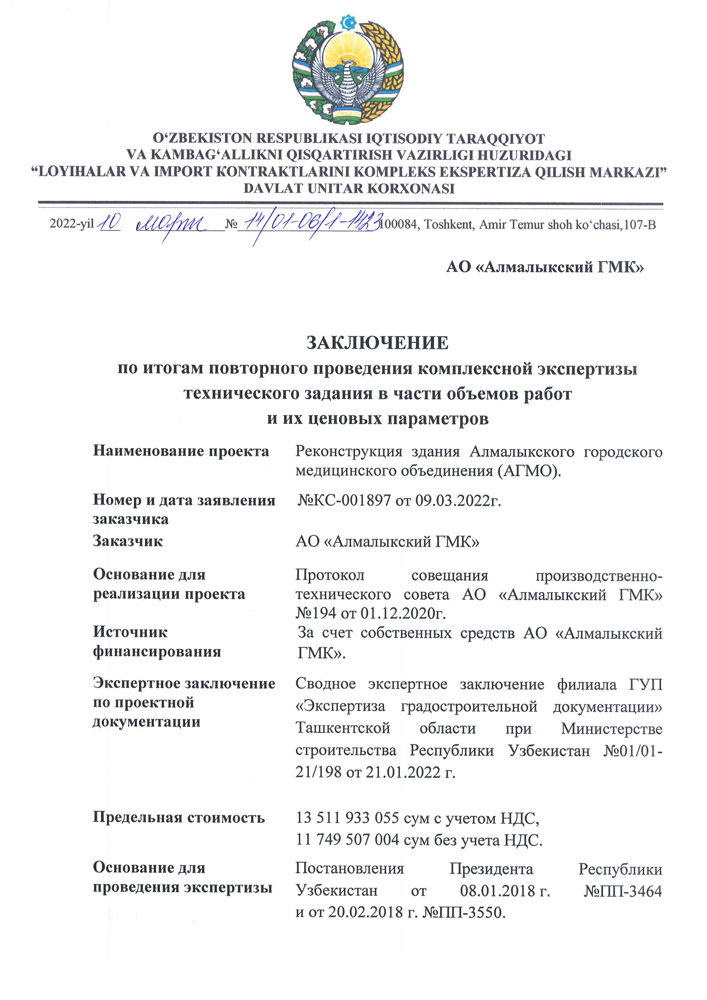 O‘ZBEKISTON RESPUBLIKASI IQTISODIY TARAQQIYOT
VA KAMBAG‘ALLIKNI QISQARTIRISH VAZIRLIGI HUZURIDAGI
“LOYIHALAR VA IMPORT KONTRAKTLARINI KOMPLEKS EKSPERTIZA QILISH MARKAZI”
DAVLAT UNITAR KORXONASI
2022-yil 10 марти № 14/01-06/1-1423 100084, Toshkent, Amir Temur shoh ko‘chasi,107-B
АО «Алмалыкский ГМК»
ЗАКЛЮЧЕНИЕ
по итогам повторного проведения комплексной экспертизы
технического задания в части объемов работ
и их ценовых параметров
Наименование проекта Реконструкция здания Алмалыкского городского
медицинского объединения (АГМО).
Номер и дата заявления №КС-001897 от 09.03.2022г.
заказчика
Заказчик АО «Алмалыкский ГМК»
Основание для Протокол совещания производственно-
реализации проекта технического совета АО «Алмалыкский ГМК»
№194 от 01.12.2020г.
Источник За счет собственных средств АО «Алмалыкский
финансирования ГМК».
Экспертное заключение Сводное экспертное заключение филиала ГУП
по проектной «Экспертиза градостроительной документации»
документации Ташкентской области при Министерстве
строительства Республики Узбекистан №01/01-
21/198 от 21.01.2022 г.
Предельная стоимость 13 511 933 055 сум с учетом НДС,
11 749 507 004 сум без учета НДС.
Основание для Постановления Президента Республики
проведения экспертизы Узбекистан от 08.01.2018 г. №ПП-3464
и от 20.02.2018 г. №ПП-3550.